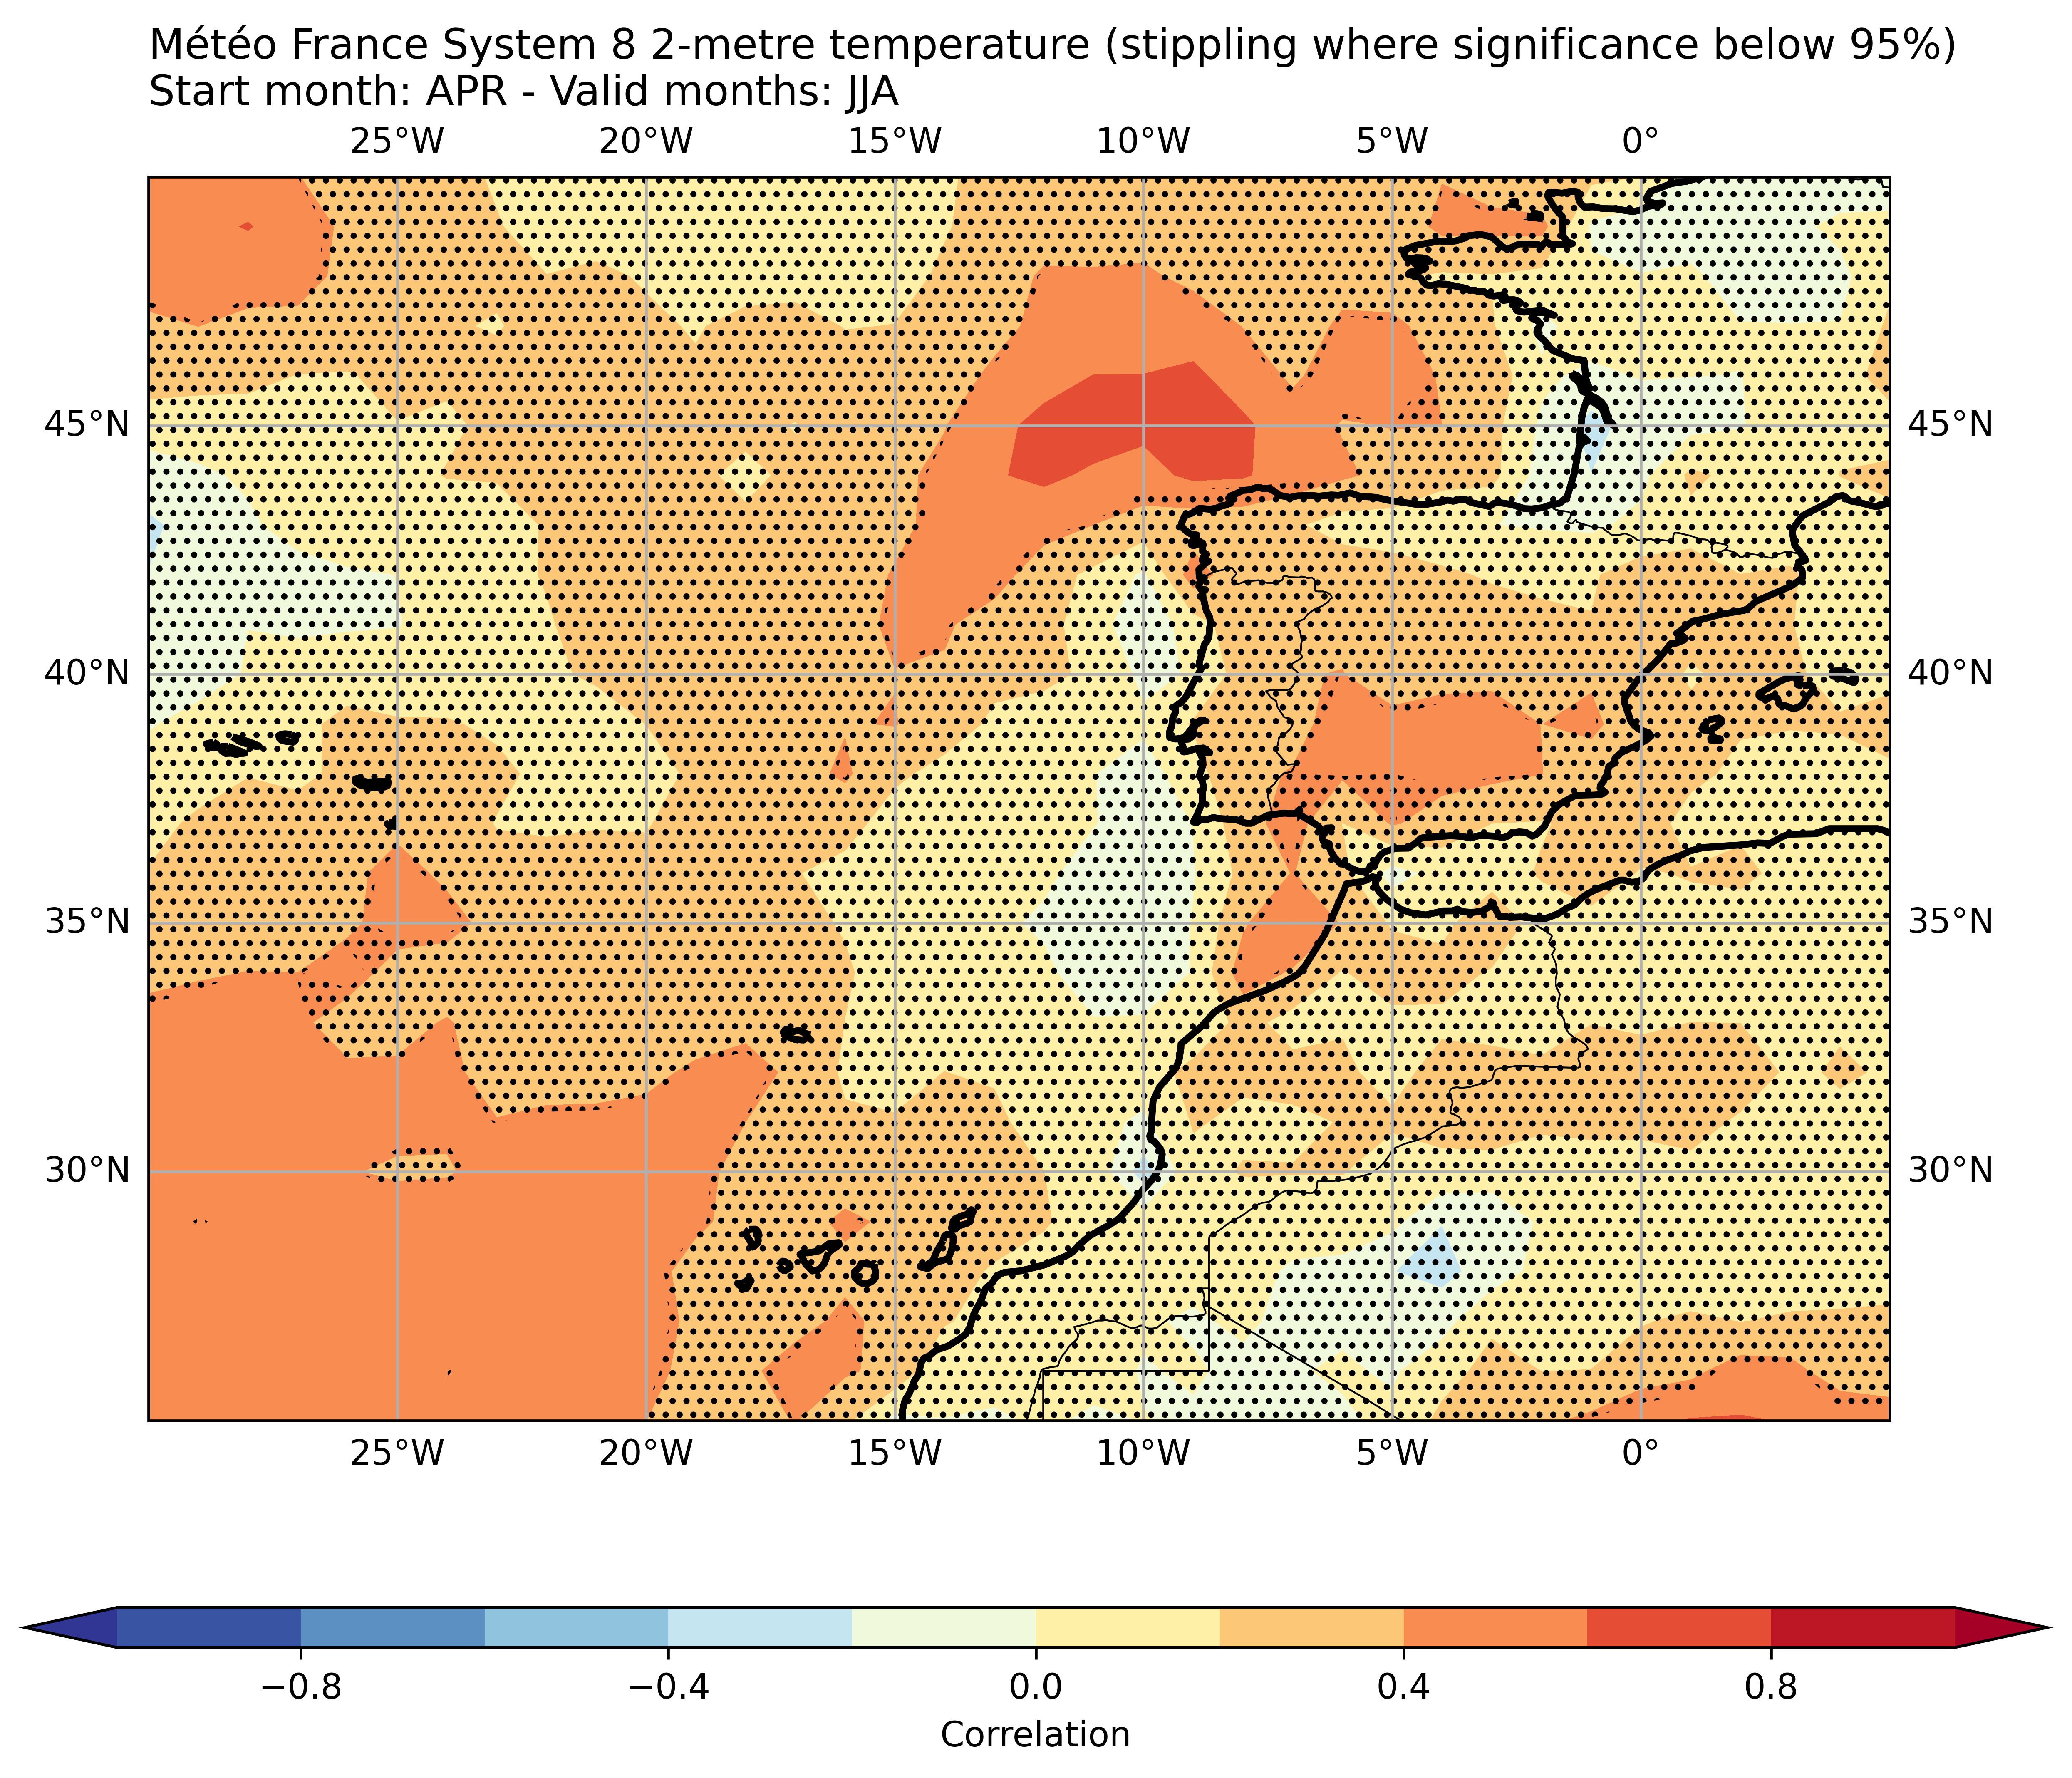 Météo France System 8 2-metre temperature (stippling where significance below 95%)
Start month: APR - Valid months: JJA
25°W 20°W 15°W 10°W 5°W 0°
45°N 45°N
40°N 40°N
35°N 35°N
30°N 30°N
25°W 20°W 15°W 10°W 5°W 0°
−0.8 −0.4 0.0 0.4 0.8
Correlation